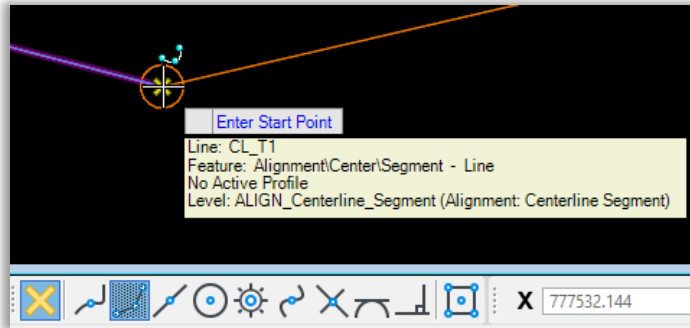 Enter Start Point
Line: CL_T1
Feature: Alignment\Center\Segment - Line
No Active Profile
Level: ALIGN_Centerline_Segment (Alignment: Centerline Segment)
X 777532.144